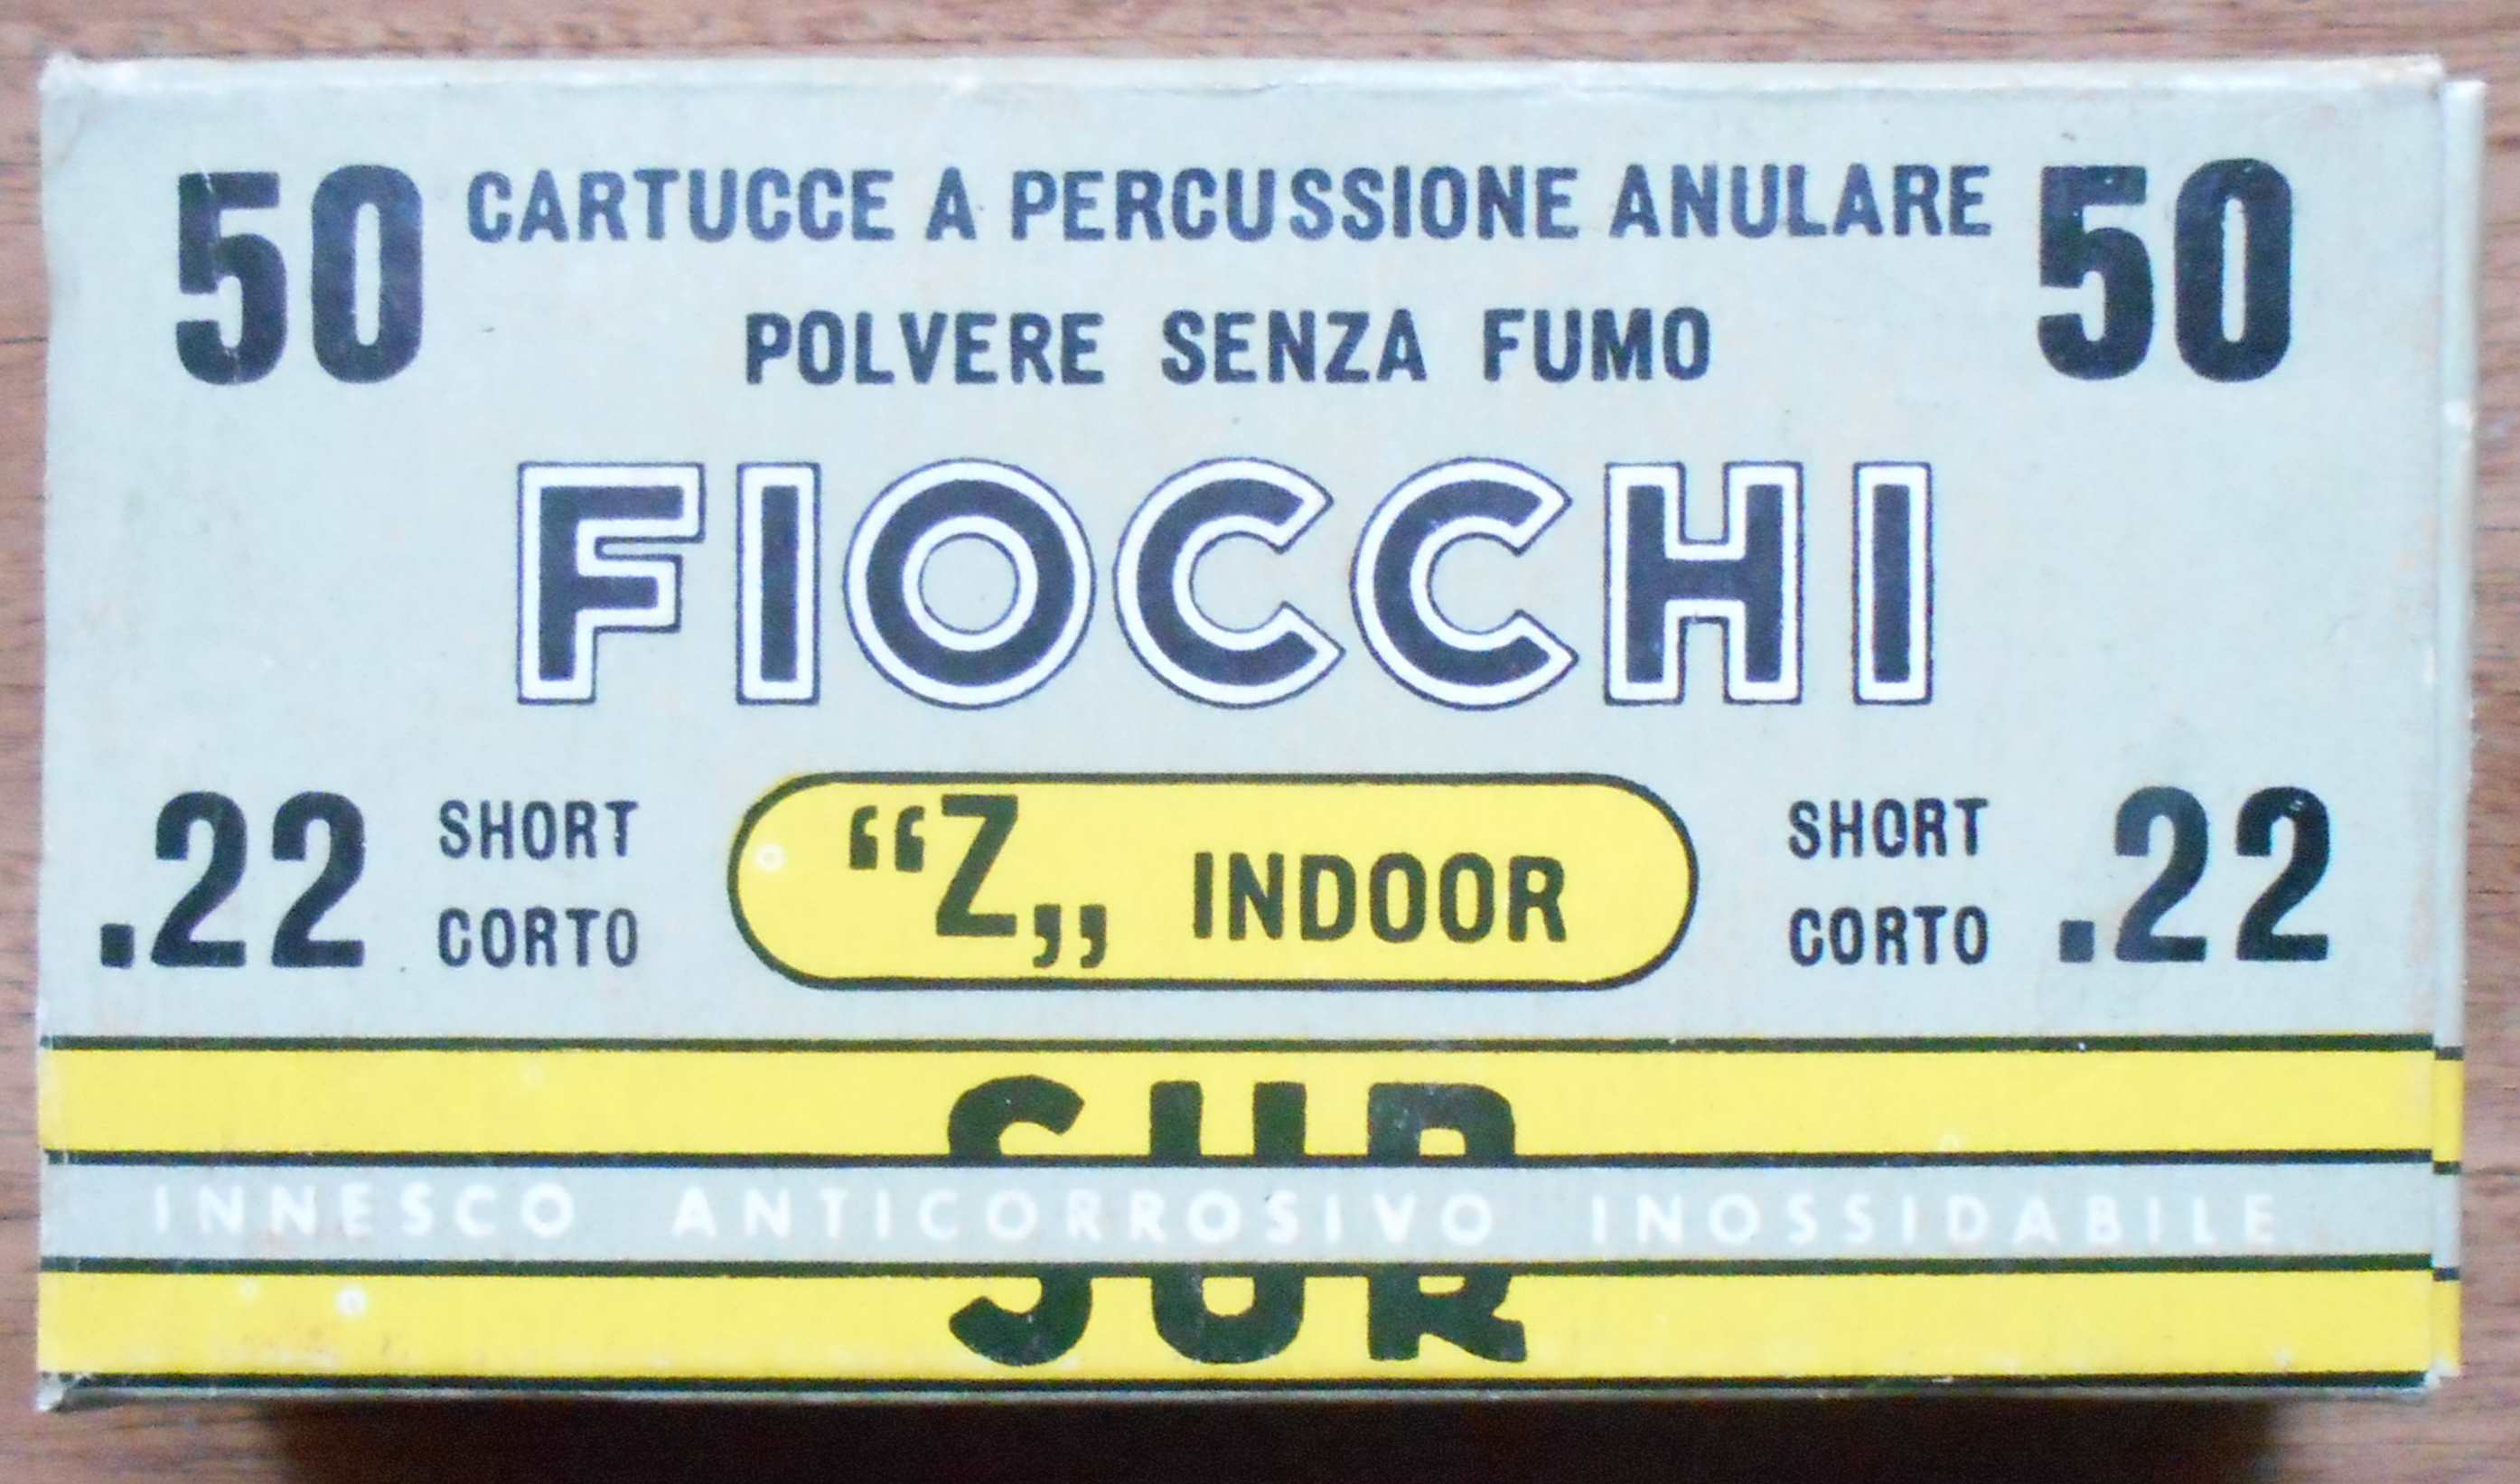 50 CARTUCCE A PERCUSSIONE ANULARE 50
POLVERE SENZA FUMO
FIOCCHI
.22 SHORT CORTO “Z„ INDOOR SHORT CORTO .22
SUR
INNESCO ANTICORROSIVO INOSSIDABILE